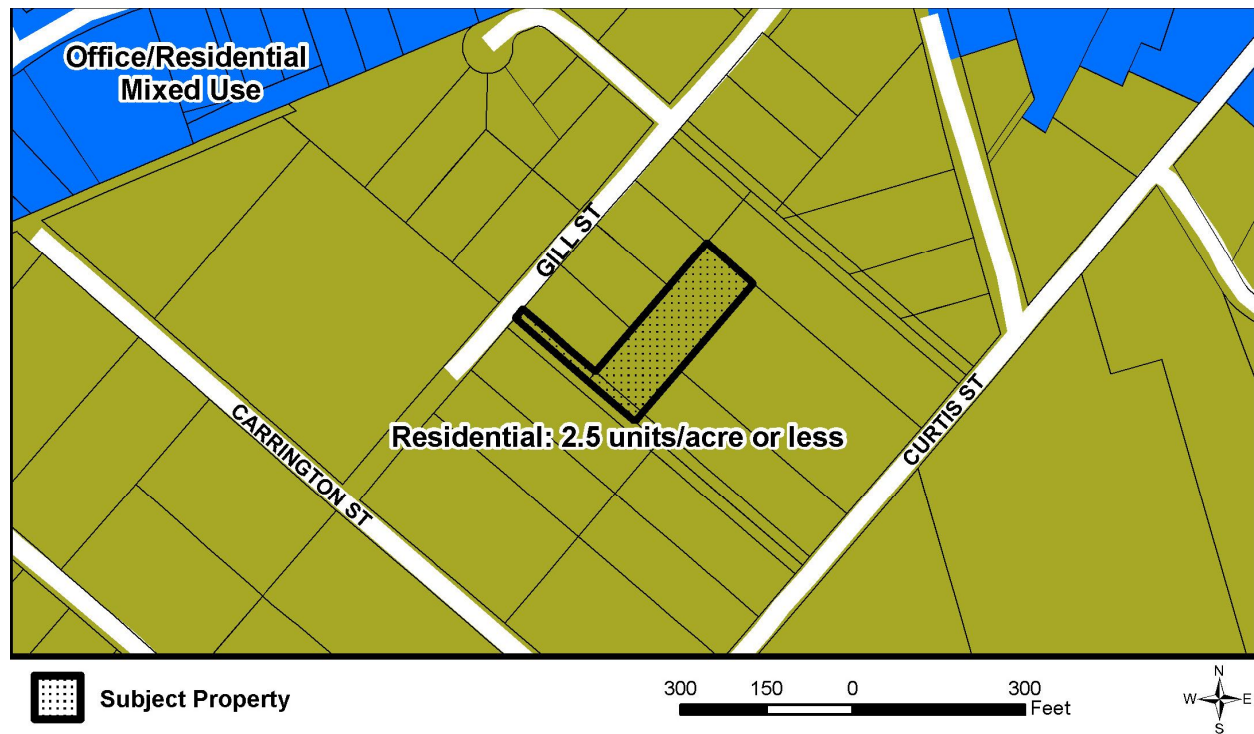 Office/Residential
Mixed Use
GILL ST
CARRINGTON ST
Residential: 2.5 units/acre or less
CURTIS ST
Subject Property
300 150 0 300
Feet
N
W E
S